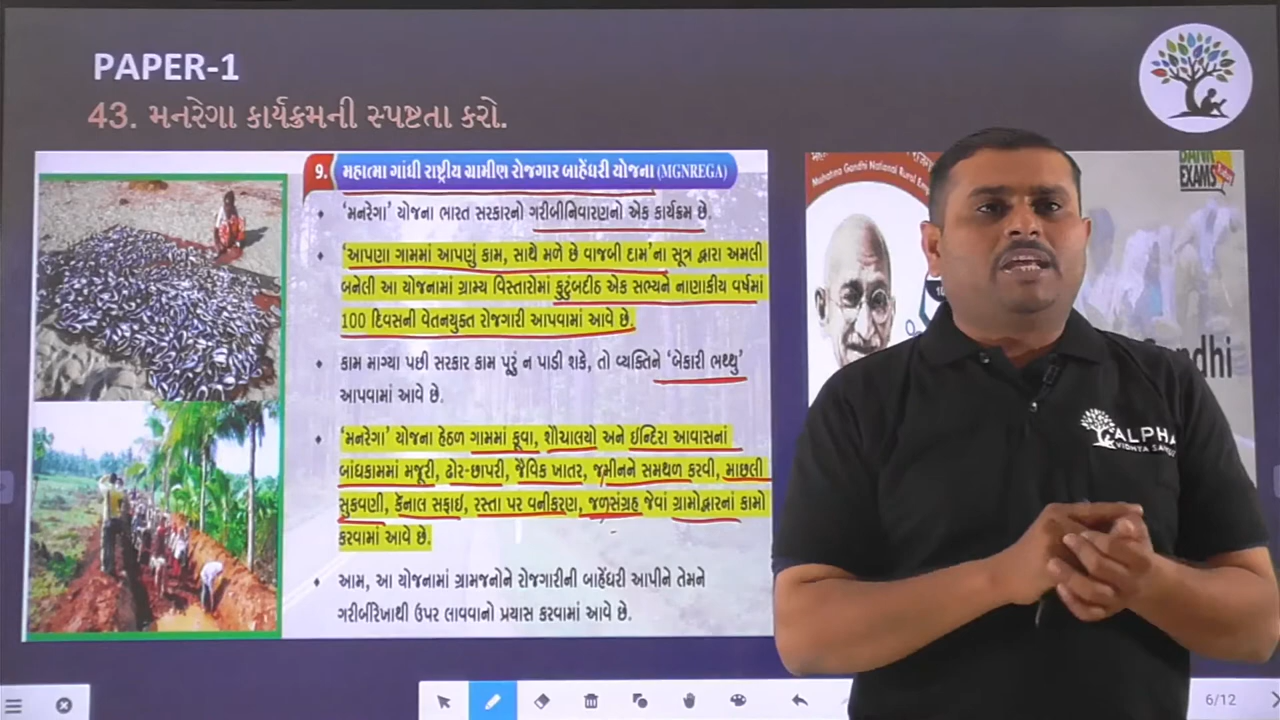 PAPER-1
43. મનરેગા કાર્યક્રમની સ્પષ્ટતા કરો.
9. મહાત્મા ગાંધી રાષ્ટ્રીય ગ્રામીણ રોજગાર બાહેંધરી યોજના (MGNREGA)
• 'મનરેગા' યોજના ભારત સરકારનો ગરીબીનિવારણનો એક કાર્યક્રમ છે.
• 'આપણા ગામમાં આપણું કામ, સાથે મળે છે વાજબી દામ'ના સૂત્ર દ્વારા અમલી
બનેલી આ યોજનામાં ગ્રામ્ય વિસ્તારોમાં કુટુંબદીઠ એક સભ્યને નાણાકીય વર્ષમાં
100 દિવસની વેતનયુક્ત રોજગારી આપવામાં આવે છે.
• કામ માગ્યા પછી સરકાર કામ પૂરું ન પાડી શકે, તો વ્યક્તિને 'બેકારી ભથ્થુ'
આપવામાં આવે છે.
• 'મનરેગા' યોજના હેઠળ ગામમાં કૂવા, શૌચાલયો અને ઇન્દિરા આવાસનાં
બાંધકામમાં મજૂરી, ઢોર-છાપરી, જૈવિક ખાતર, જમીનને સમથળ કરવી, માછલી
સુકવણી, કૅનાલ સફાઈ, રસ્તા પર વનીકરણ, જળસંગ્રહ જેવાં ગ્રામોદ્ધારનાં કામો
કરવામાં આવે છે.
• આમ, આ યોજનામાં ગ્રામજનોને રોજગારીની બાહેંધરી આપીને તેમને
ગરીબીરેખાથી ઉપર લાવવાનો પ્રયાસ કરવામાં આવે છે.
Mahatma Gandhi National Rural
BANK
EXAMS
ndhi
ALPHA
VIDHYA
6/12